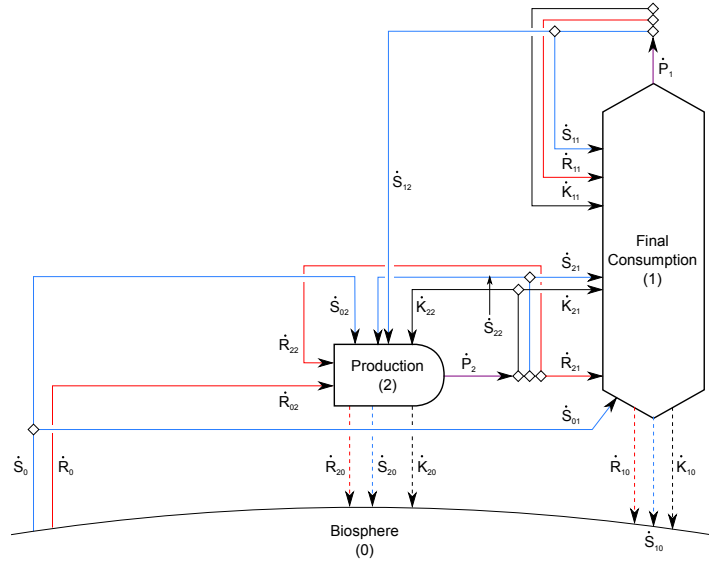 Ṗ₁
Ṡ₁₁
Ṙ₁₁
K̇₁₁
Ṡ₁₂
Final
Consumption
(1)
Ṡ₂₁
K̇₂₁
Ṡ₀₂
K̇₂₂
Ṡ₂₂
Ṙ₂₂
Production
(2)
Ṗ₂
Ṙ₂₁
Ṙ₀₂
Ṡ₀₁
Ṡ₀
Ṙ₀
Ṙ₂₀
Ṡ₂₀
K̇₂₀
Ṙ₁₀
K̇₁₀
Biosphere
(0)
Ṡ₁₀